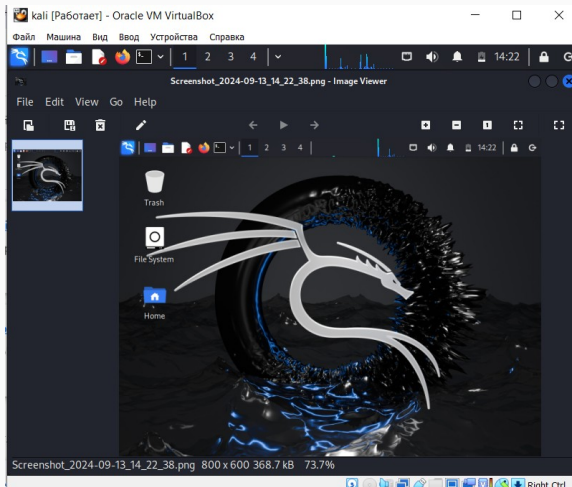 kali [Работает] - Oracle VM VirtualBox
Файл Машина Вид Ввод Устройства Справка
1 2 3 4 14:22
Screenshot_2024-09-13_14_22_38.png - Image Viewer
File Edit View Go Help
1 2 3 4 14:22
Trash
File System
Home
Screenshot_2024-09-13_14_22_38.png 800 x 600 368.7 kB 73.7%
Right Ctrl